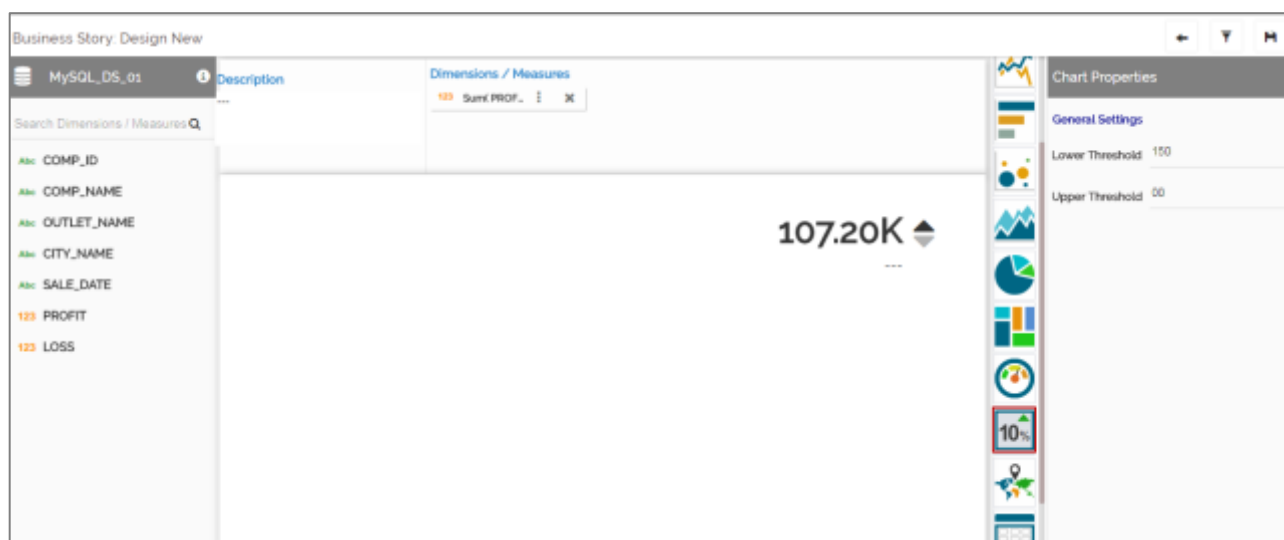 Business Story: Design New
MySQL_DS_01
Description
---
Dimensions / Measures
123 Sum( PROF..
Search Dimensions / Measures
Abc COMP_ID
Abc COMP_NAME
Abc OUTLET_NAME
Abc CITY_NAME
Abc SALE_DATE
123 PROFIT
123 LOSS
107.20K
---
10%
Chart Properties
General Settings
Lower Threshold 150
Upper Threshold 00